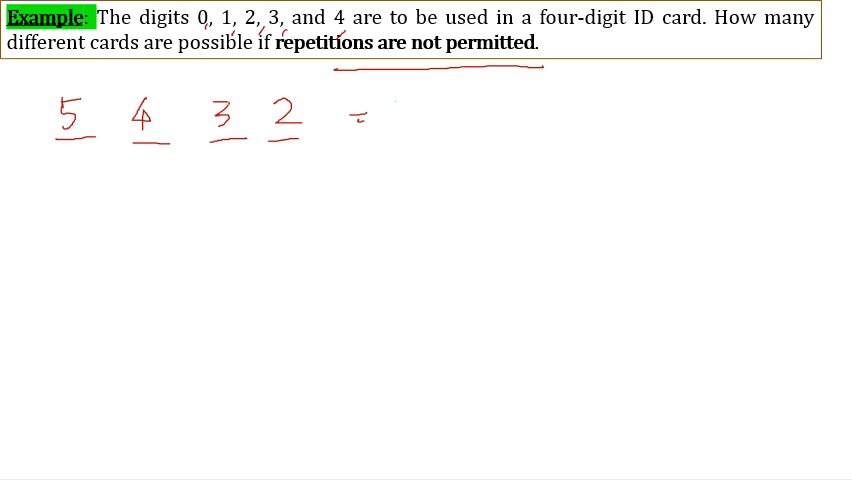 Example: The digits 0, 1, 2, 3, and 4 are to be used in a four-digit ID card. How many
different cards are possible if repetitions are not permitted.
5 4 3 2 =